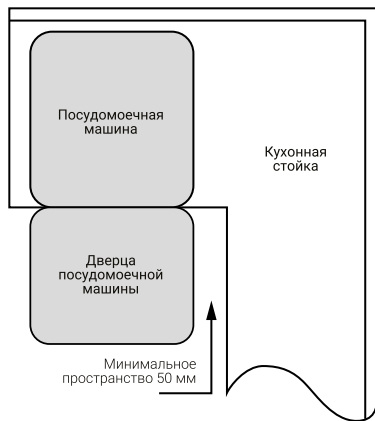 Посудомоечная
машина
Кухонная
стойка
Дверца
посудомоечной
машины
Минимальное
пространство 50 мм